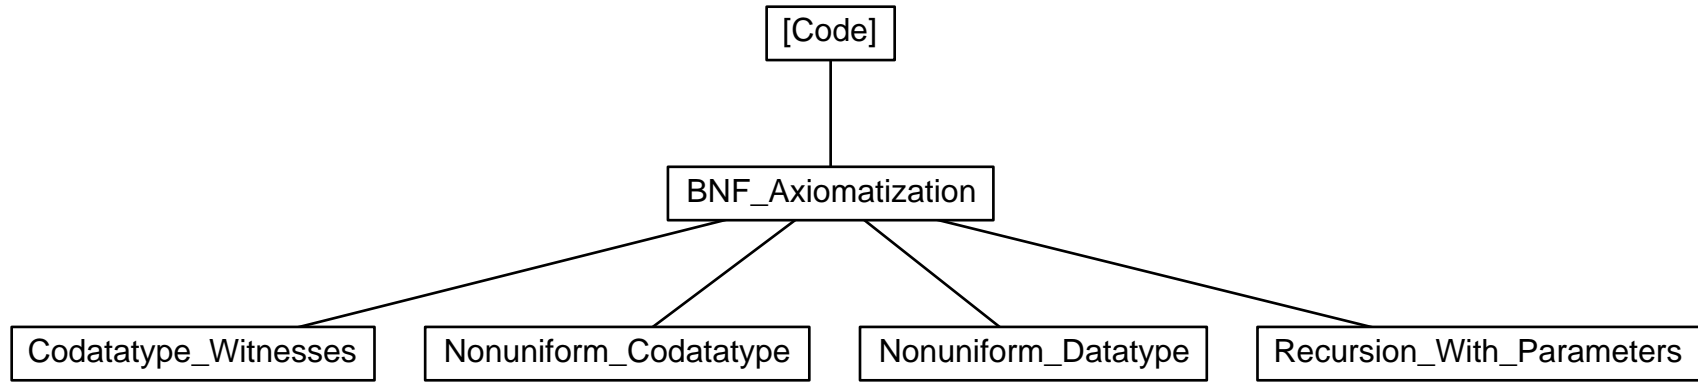 [Code]
BNF_Axiomatization
Codatatype_Witnesses
Nonuniform_Codatatype
Nonuniform_Datatype
Recursion_With_Parameters